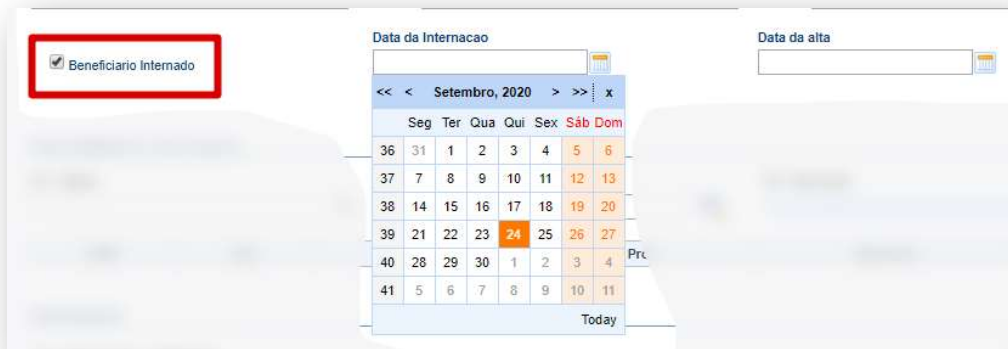 Data da Internacao
Data da alta
Beneficiario Internado
<< < Setembro, 2020 > >> x
Seg Ter Qua Qui Sex Sáb Dom
36 31 1 2 3 4 5 6
37 7 8 9 10 11 12 13
38 14 15 16 17 18 19 20
39 21 22 23 24 25 26 27
40 28 29 30 1 2 3 4
41 5 6 7 8 9 10 11
Today